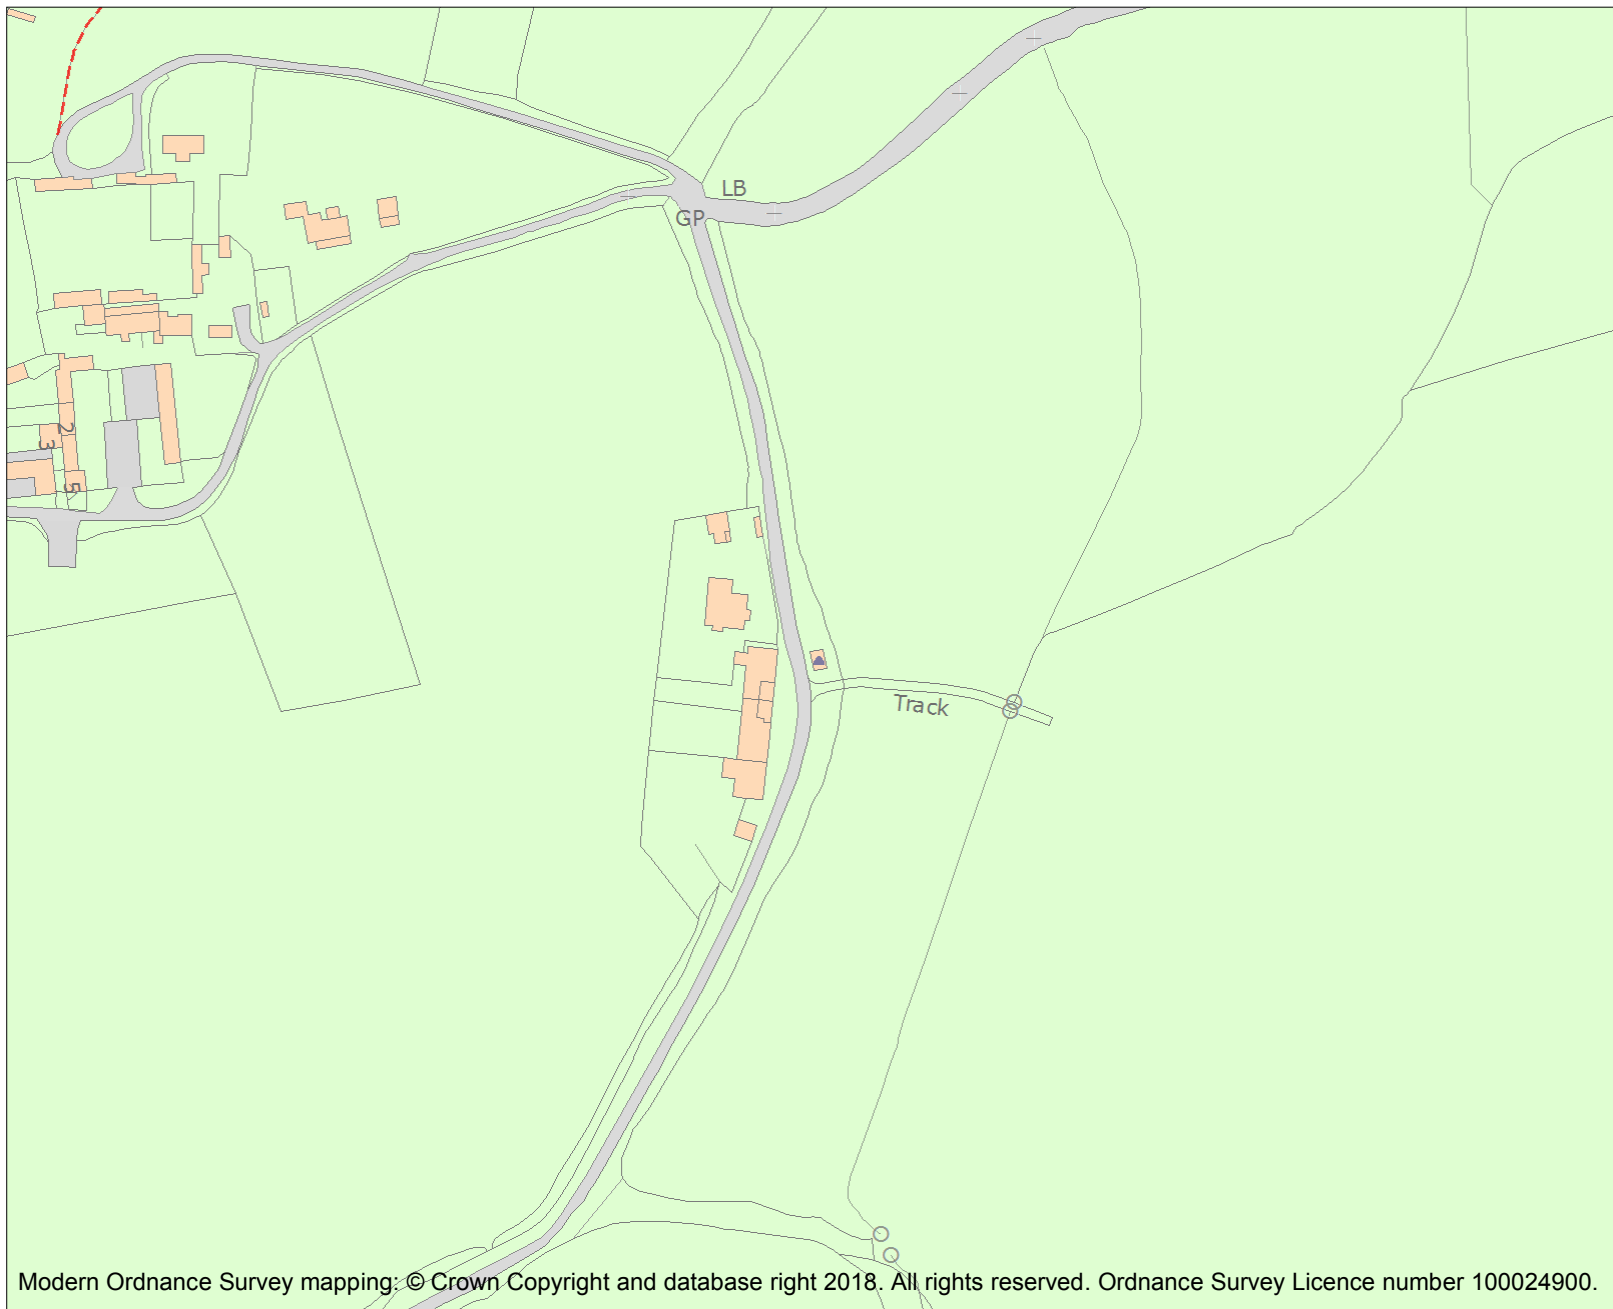 LB
GP
2
3
5
Track
Modern Ordnance Survey mapping: © Crown Copyright and database right 2018. All rights reserved. Ordnance Survey Licence number 100024900.